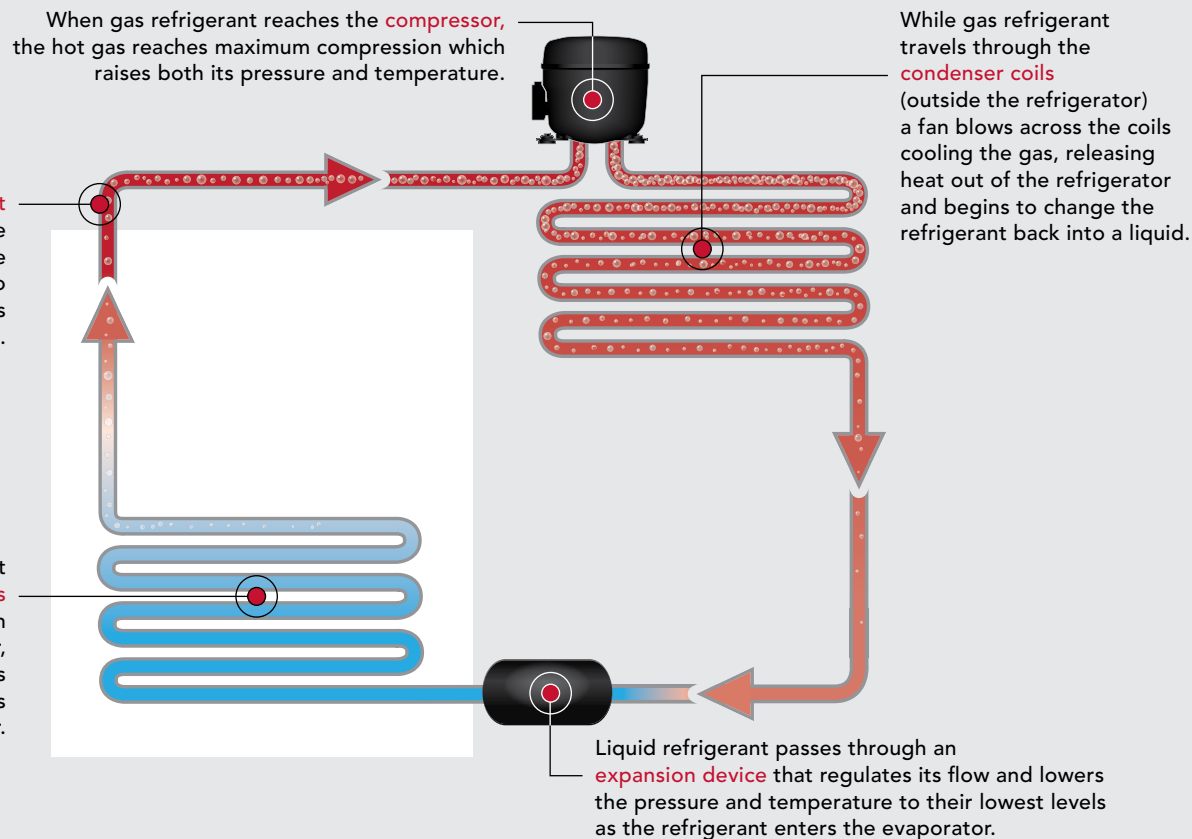 When gas refrigerant reaches the compressor,
the hot gas reaches maximum compression which
raises both its pressure and temperature.
While gas refrigerant
travels through the
condenser coils
(outside the refrigerator)
a fan blows across the coils
cooling the gas, releasing
heat out of the refrigerator
and begins to change the
refrigerant back into a liquid.
Liquid refrigerant passes through an
expansion device that regulates its flow and lowers
the pressure and temperature to their lowest levels
as the refrigerant enters the evaporator.